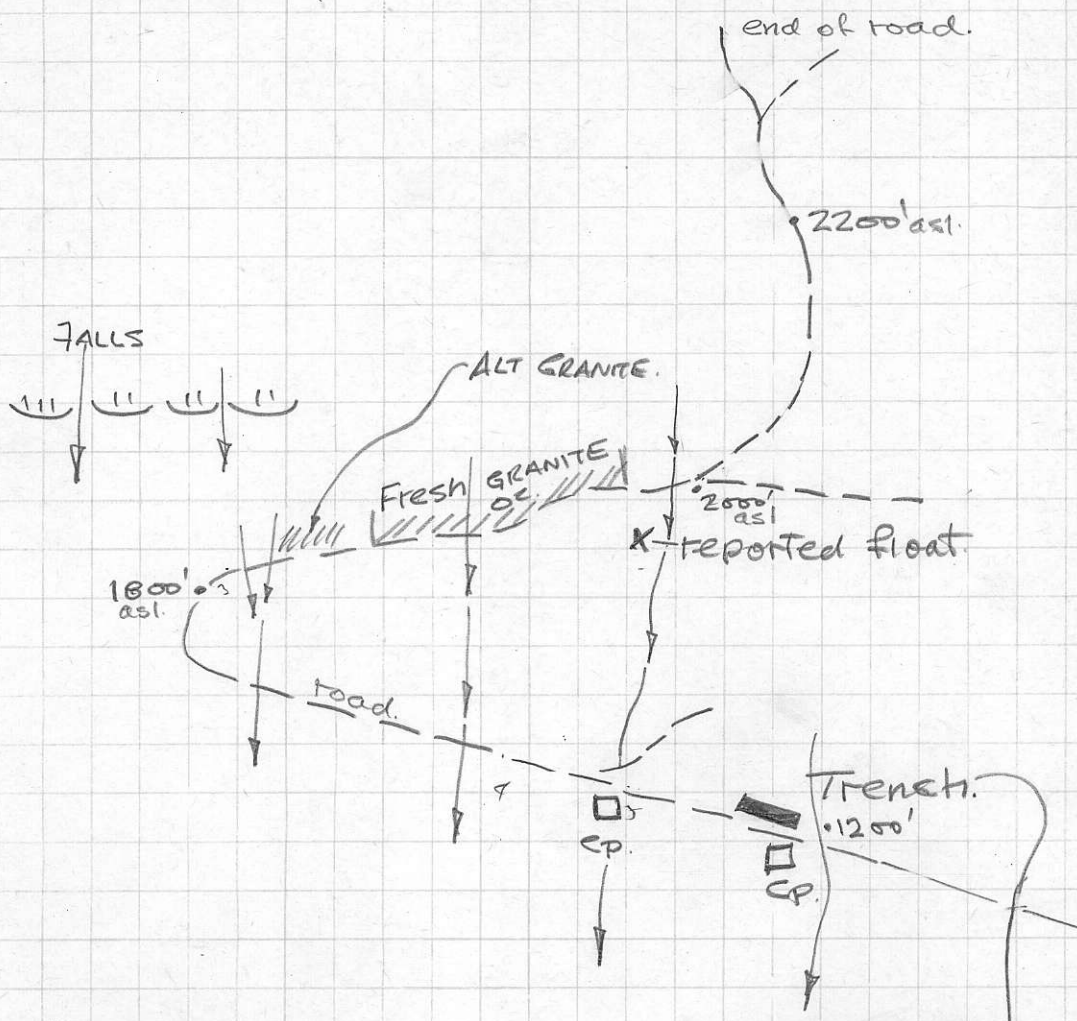 end of road.
2200' asl.
FALLS
ALT GRANITE.
Fresh GRANITE
oc.
2000'
asl
X reported float.
1800'
asl.
road.
Trench.
1200'
Cp.
Cp.